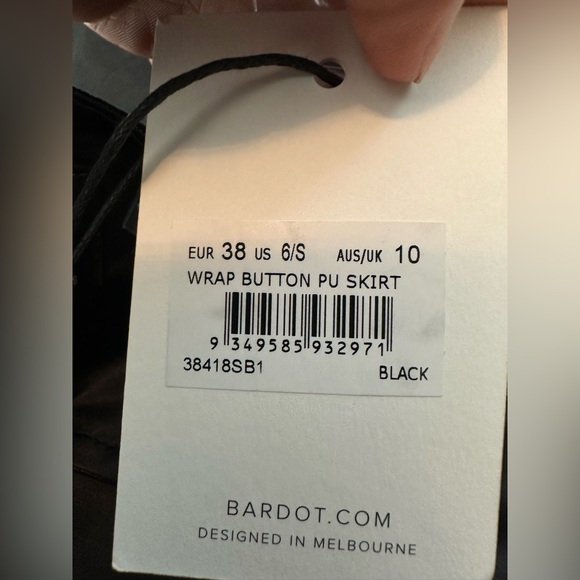 EUR 38 US 6/S AUS/UK 10
WRAP BUTTON PU SKIRT
9 349585 932971
38418SB1 BLACK
BARDOT.COM
DESIGNED IN MELBOURNE